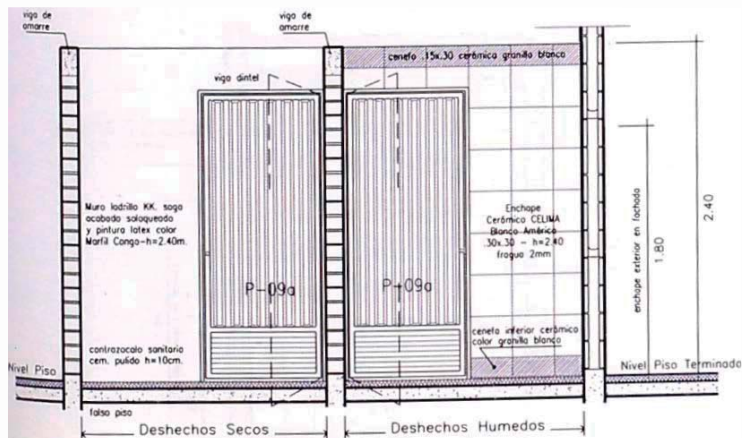 viga de
amarre
viga de
amarre
cenefa .15x.30 cerámica granilla blanco
viga dintel
Muro ladrillo KK. soga
acabado solaqueado
y pintura latex color
Marfil Congo-h=2.40m.
Enchape
Cerámica CELIMA
Blanco América
.30x.30 - h=2.40
fragua 2mm
enchape exterior en fachada
1.80
2.40
P-09a
P-09a
contrazocalo sanitario
cem. pulido h=10cm.
cenefa inferior cerámica
color granilla blanco
Nivel Piso
Nivel Piso Terminado
falso piso
Deshechos Secos
Deshechos Humedos